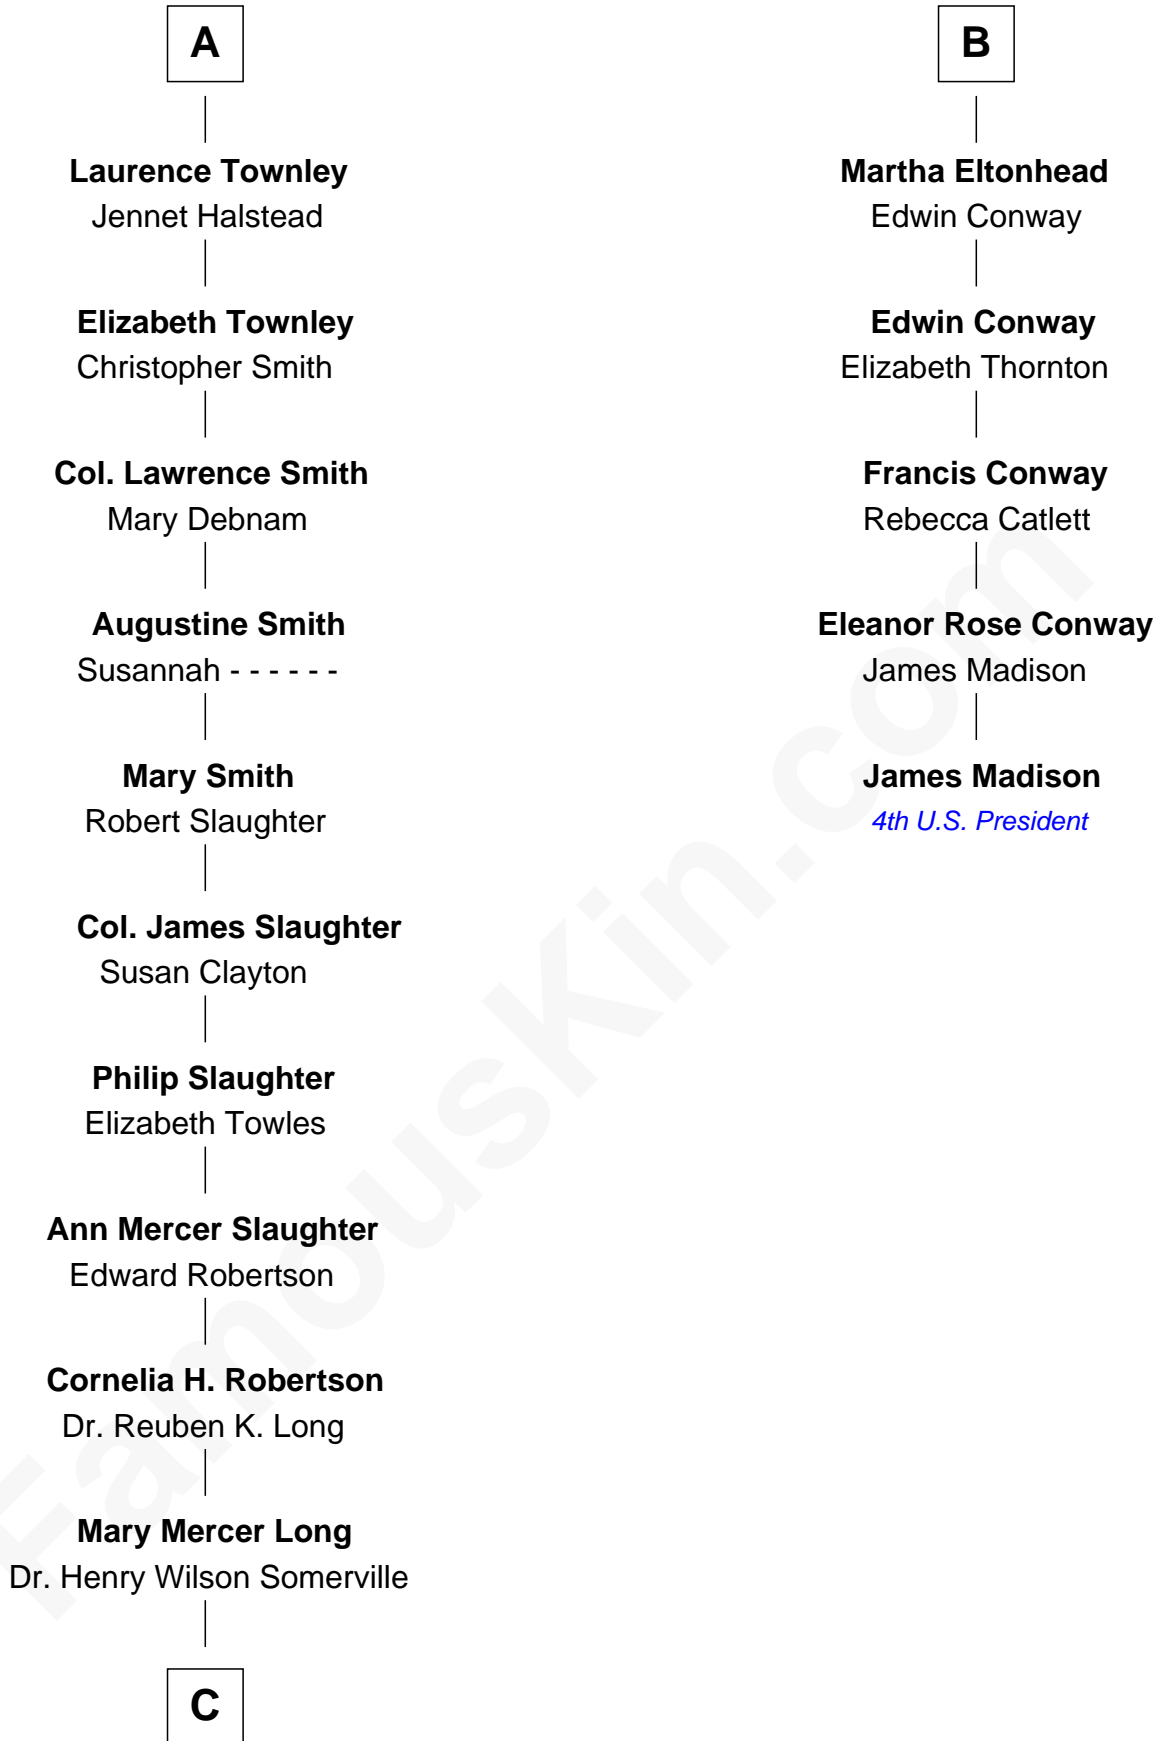 A
Laurence Townley
Jennet Halstead
Elizabeth Townley
Christopher Smith
Col. Lawrence Smith
Mary Debnam
Augustine Smith
Susannah - - - - - -
Mary Smith
Robert Slaughter
Col. James Slaughter
Susan Clayton
Philip Slaughter
Elizabeth Towles
Ann Mercer Slaughter
Edward Robertson
Cornelia H. Robertson
Dr. Reuben K. Long
Mary Mercer Long
Dr. Henry Wilson Somerville
C
B
Martha Eltonhead
Edwin Conway
Edwin Conway
Elizabeth Thornton
Francis Conway
Rebecca Catlett
Eleanor Rose Conway
James Madison
James Madison
4th U.S. President
FamousKin.com